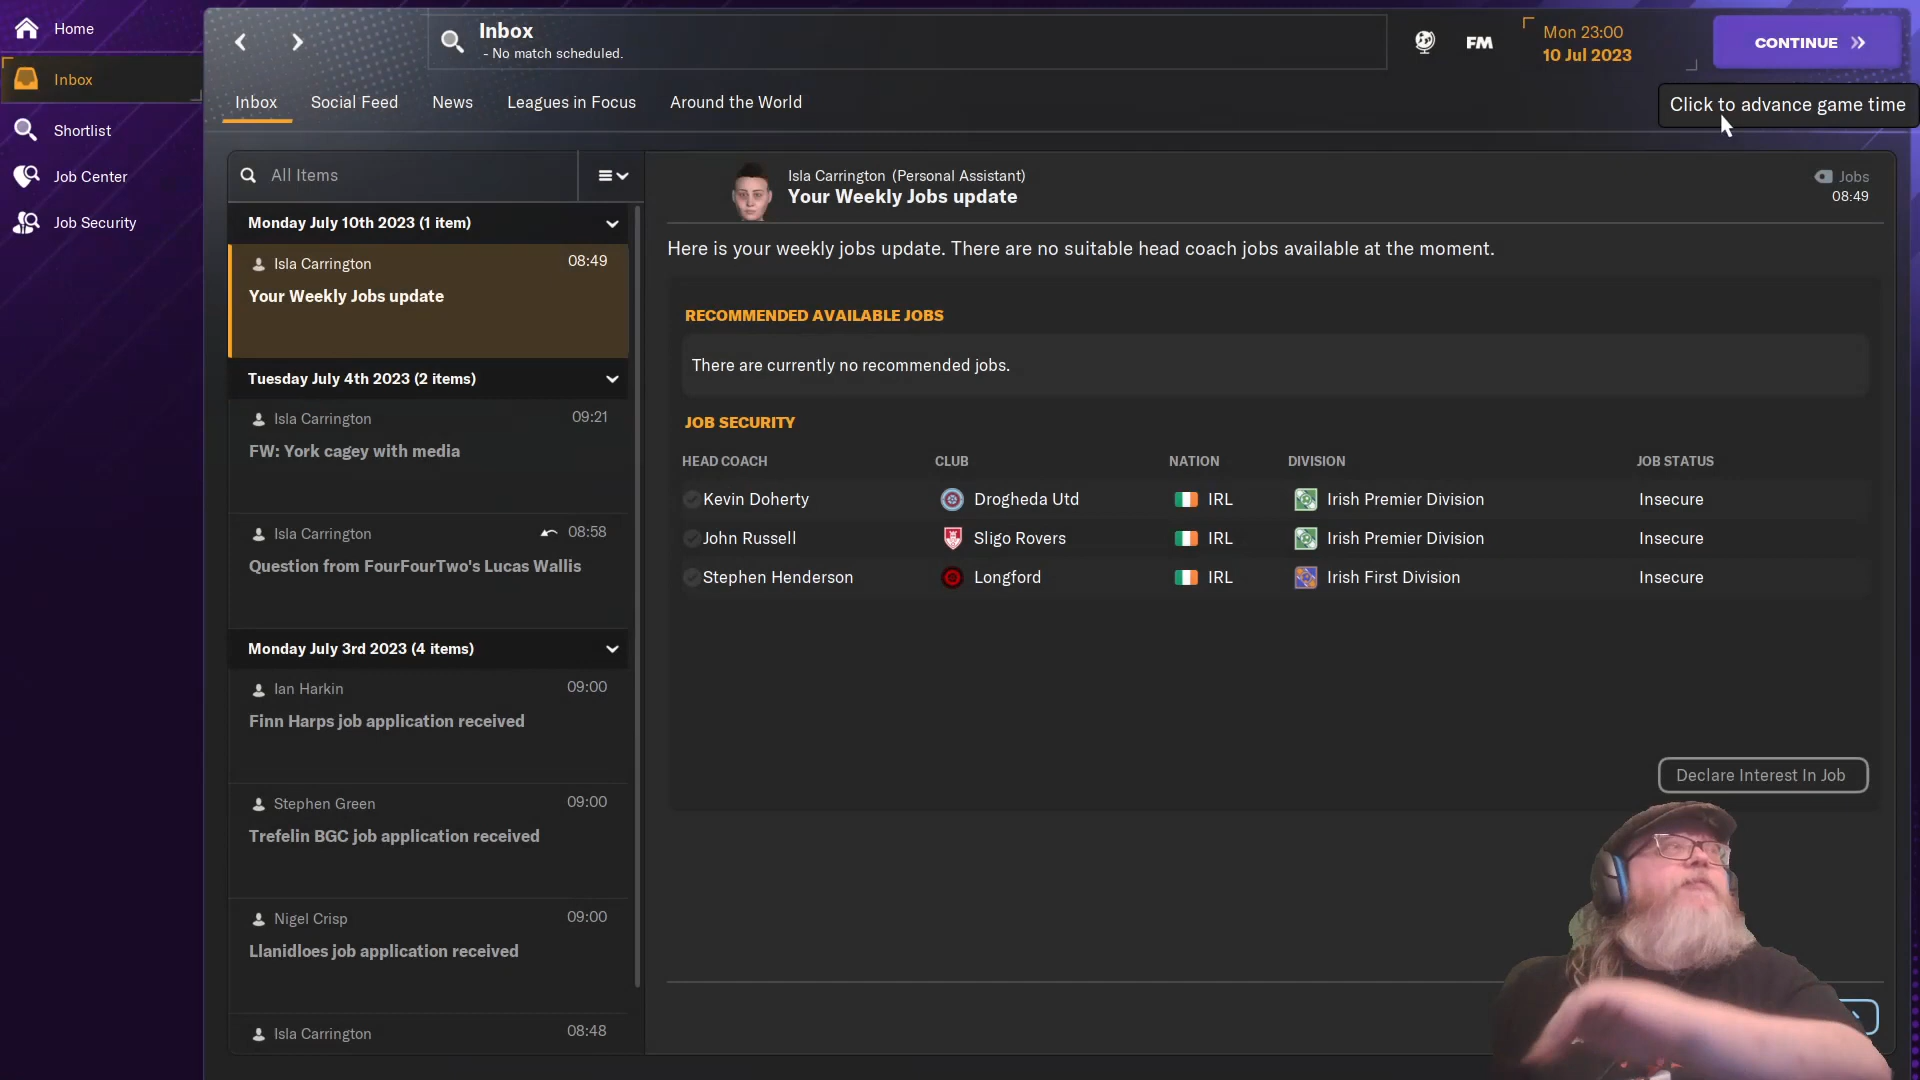 Home
Inbox
Shortlist
Job Center
Job Security
Inbox
- No match scheduled.
FM
Mon 23:00
10 Jul 2023
CONTINUE
Click to advance game time
Inbox
Social Feed
News
Leagues in Focus
Around the World
All Items
Monday July 10th 2023 (1 item)
Isla Carrington
08:49
Your Weekly Jobs update
Tuesday July 4th 2023 (2 items)
Isla Carrington
09:21
FW: York cagey with media
Isla Carrington
08:58
Question from FourFourTwo's Lucas Wallis
Monday July 3rd 2023 (4 items)
Ian Harkin
09:00
Finn Harps job application received
Stephen Green
09:00
Trefelin BGC job application received
Nigel Crisp
09:00
Llanidloes job application received
Isla Carrington
08:48
Isla Carrington (Personal Assistant)
Your Weekly Jobs update
Jobs
08:49
Here is your weekly jobs update. There are no suitable head coach jobs available at the moment.
RECOMMENDED AVAILABLE JOBS
There are currently no recommended jobs.
JOB SECURITY
HEAD COACH CLUB NATION DIVISION JOB STATUS
Kevin Doherty Drogheda Utd IRL Irish Premier Division Insecure
John Russell Sligo Rovers IRL Irish Premier Division Insecure
Stephen Henderson Longford IRL Irish First Division Insecure
Declare Interest In Job